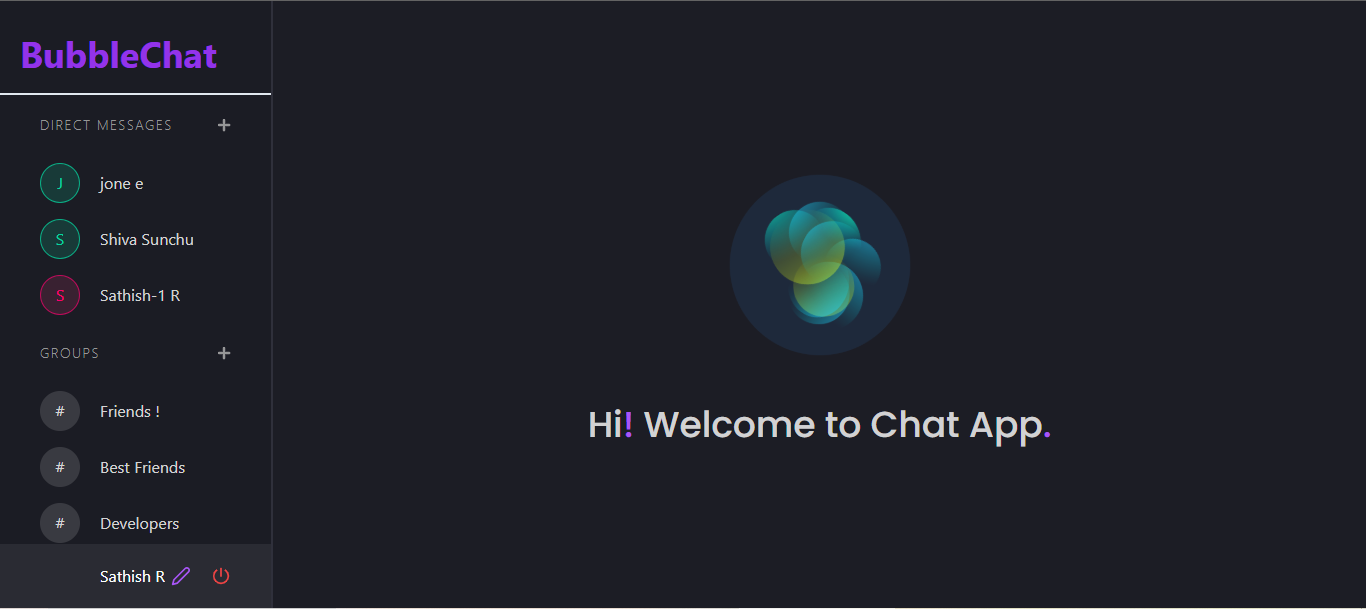 BubbleChat
DIRECT MESSAGES
J
jone e
S
Shiva Sunchu
S
Sathish-1 R
GROUPS
#
Friends !
#
Best Friends
#
Developers
Sathish R
Hi! Welcome to Chat App.